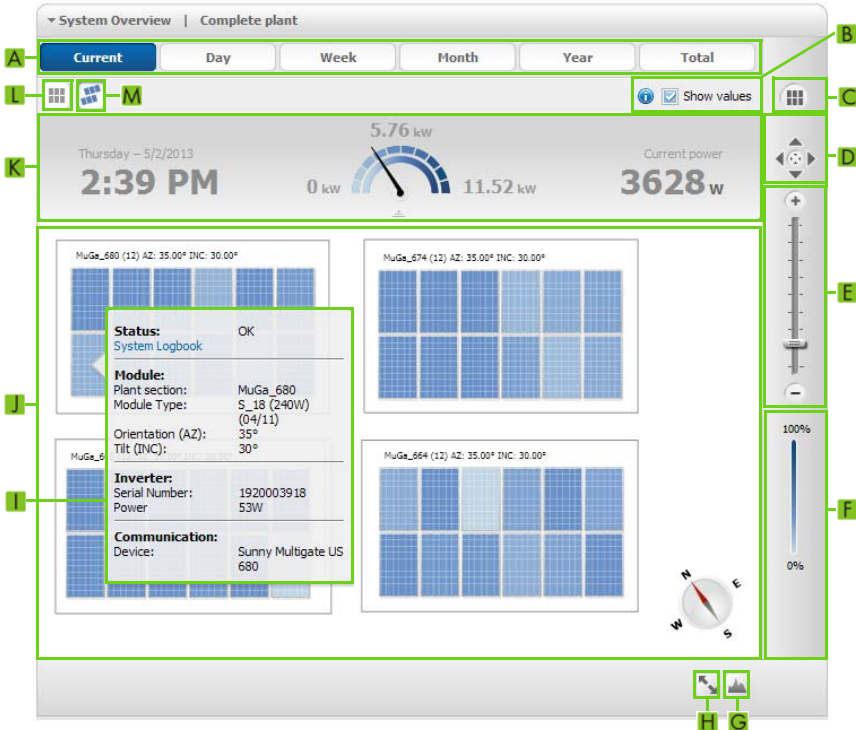 System Overview | Complete plant
B
A
Current Day Week Month Year Total
L
M
Show values
C
5.76 kW
Thursday – 5/2/2013
Current power
K
D
2:39 PM
0 kW
11.52 kW
3628 W
+
MuGa_680 (12) AZ: 35.00° INC: 30.00°
MuGa_674 (12) AZ: 35.00° INC: 30.00°
E
Status: OK
System Logbook
Module:
Plant section: MuGa_680
Module Type: S_18 (240W)
(04/11)
Orientation (AZ): 35°
Tilt (INC): 30°
J
−
100%
MuGa_6
MuGa_664 (12) AZ: 35.00° INC: 30.00°
Inverter:
Serial Number: 1920003918
Power 53W
I
F
Communication:
Device: Sunny Multigate US
680
0%
N
E
W
S
H
G